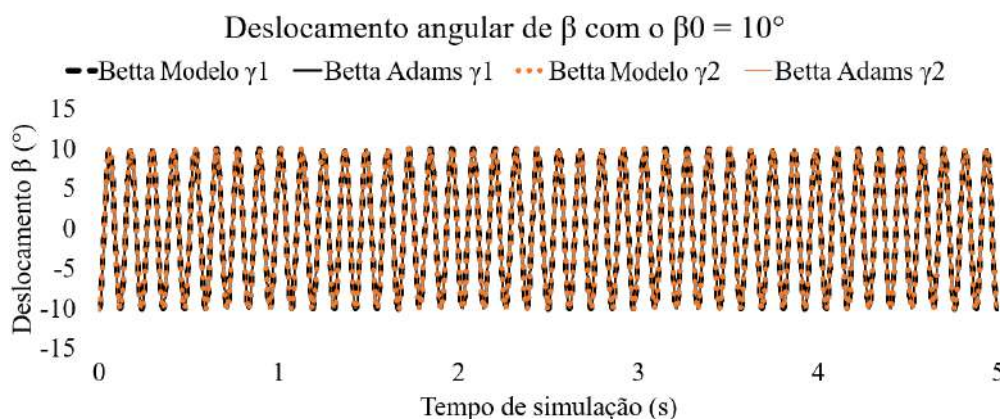 Deslocamento angular de β com o β0 = 10°
Betta Modelo γ1 Betta Adams γ1 Betta Modelo γ2 Betta Adams γ2
Deslocamento β (°)
15
10
5
0
-5
-10
-15
0 1 2 3 4 5
Tempo de simulação (s)